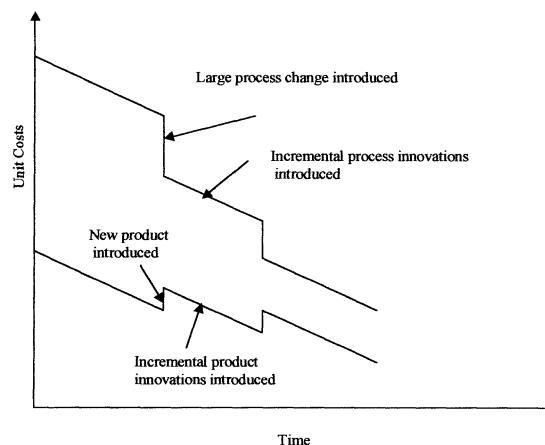 Large process change introduced
Unit Costs
Incremental process innovations
introduced
New product
introduced
Incremental product
innovations introduced
Time